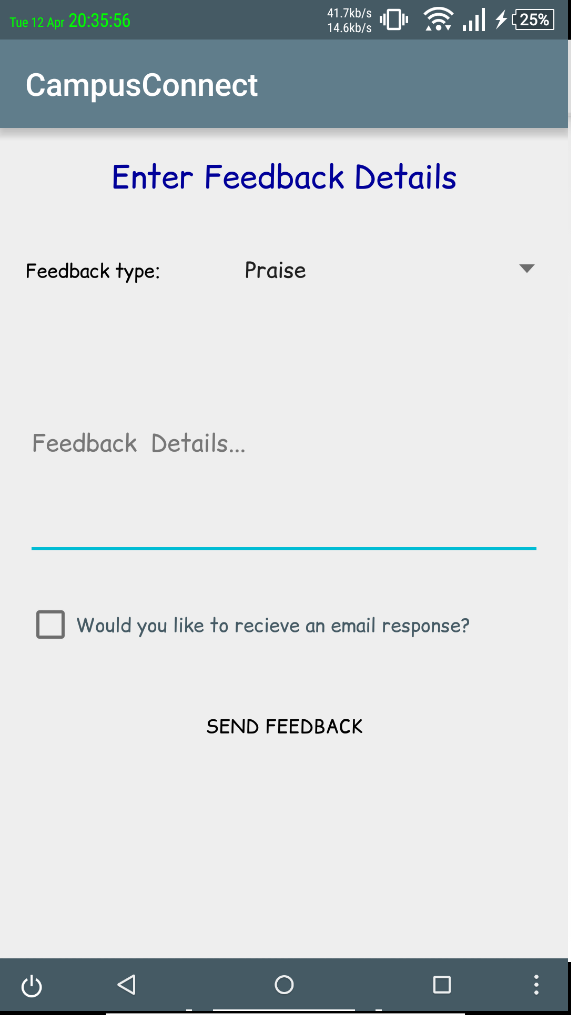 Tue 12 Apr 20:35:56
41.7kb/s
14.6kb/s
25%
CampusConnect
Enter Feedback Details
Feedback type:
Praise
Feedback Details...
Would you like to recieve an email response?
SEND FEEDBACK